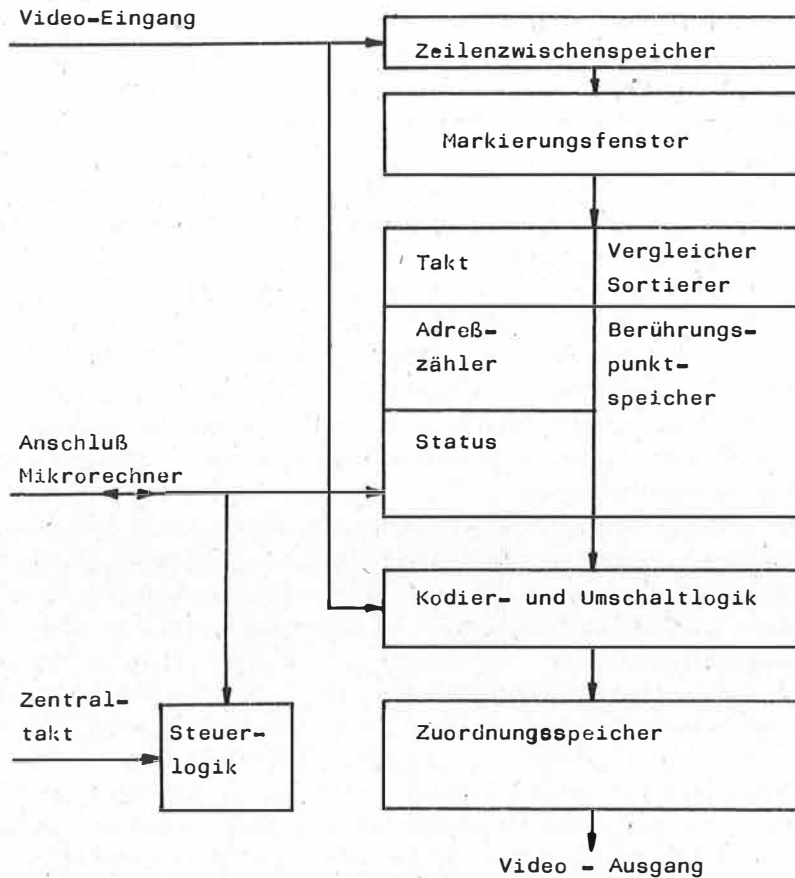 Video-Eingang
Zeilenzwischenspeicher
Markierungsfenster
Takt
Vergleicher
Sortierer
Adreß-
zähler
Berührungs-
punkt-
speicher
Anschluß
Mikrorechner
Status
Kodier- und Umschaltlogik
Zentral-
takt
Steuer-
logik
Zuordnungsspeicher
Video - Ausgang